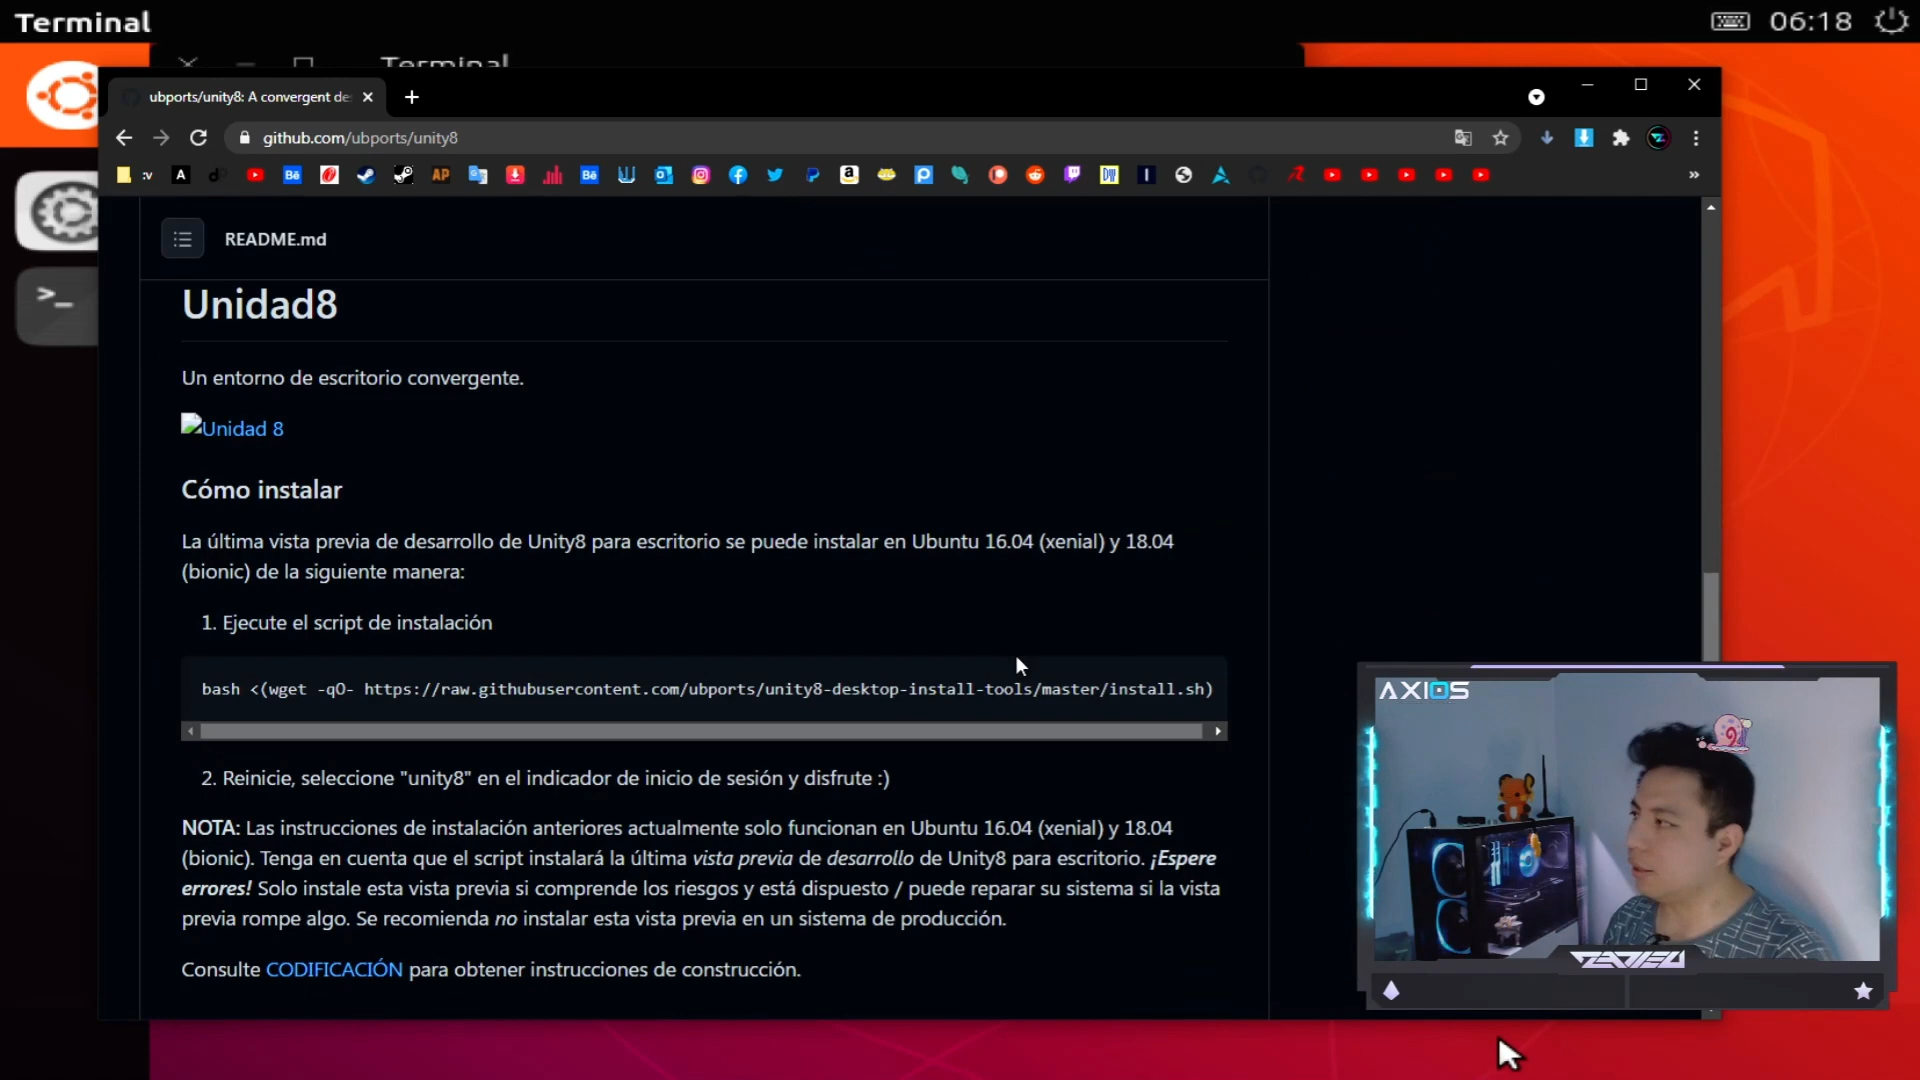 Terminal
06:18
Terminal
ubports/unity8: A convergent de
github.com/ubports/unity8
:v
README.md
Unidad8
Un entorno de escritorio convergente.
Unidad 8
Cómo instalar
La última vista previa de desarrollo de Unity8 para escritorio se puede instalar en Ubuntu 16.04 (xenial) y 18.04
(bionic) de la siguiente manera:
1. Ejecute el script de instalación
bash <(wget -qO- https://raw.githubusercontent.com/ubports/unity8-desktop-install-tools/master/install.sh)
2. Reinicie, seleccione "unity8" en el indicador de inicio de sesión y disfrute :)
NOTA: Las instrucciones de instalación anteriores actualmente solo funcionan en Ubuntu 16.04 (xenial) y 18.04
(bionic). Tenga en cuenta que el script instalará la última vista previa de desarrollo de Unity8 para escritorio. ¡Espere
errores! Solo instale esta vista previa si comprende los riesgos y está dispuesto / puede reparar su sistema si la vista
previa rompe algo. Se recomienda no instalar esta vista previa en un sistema de producción.
Consulte CODIFICACIÓN para obtener instrucciones de construcción.
AXIOS